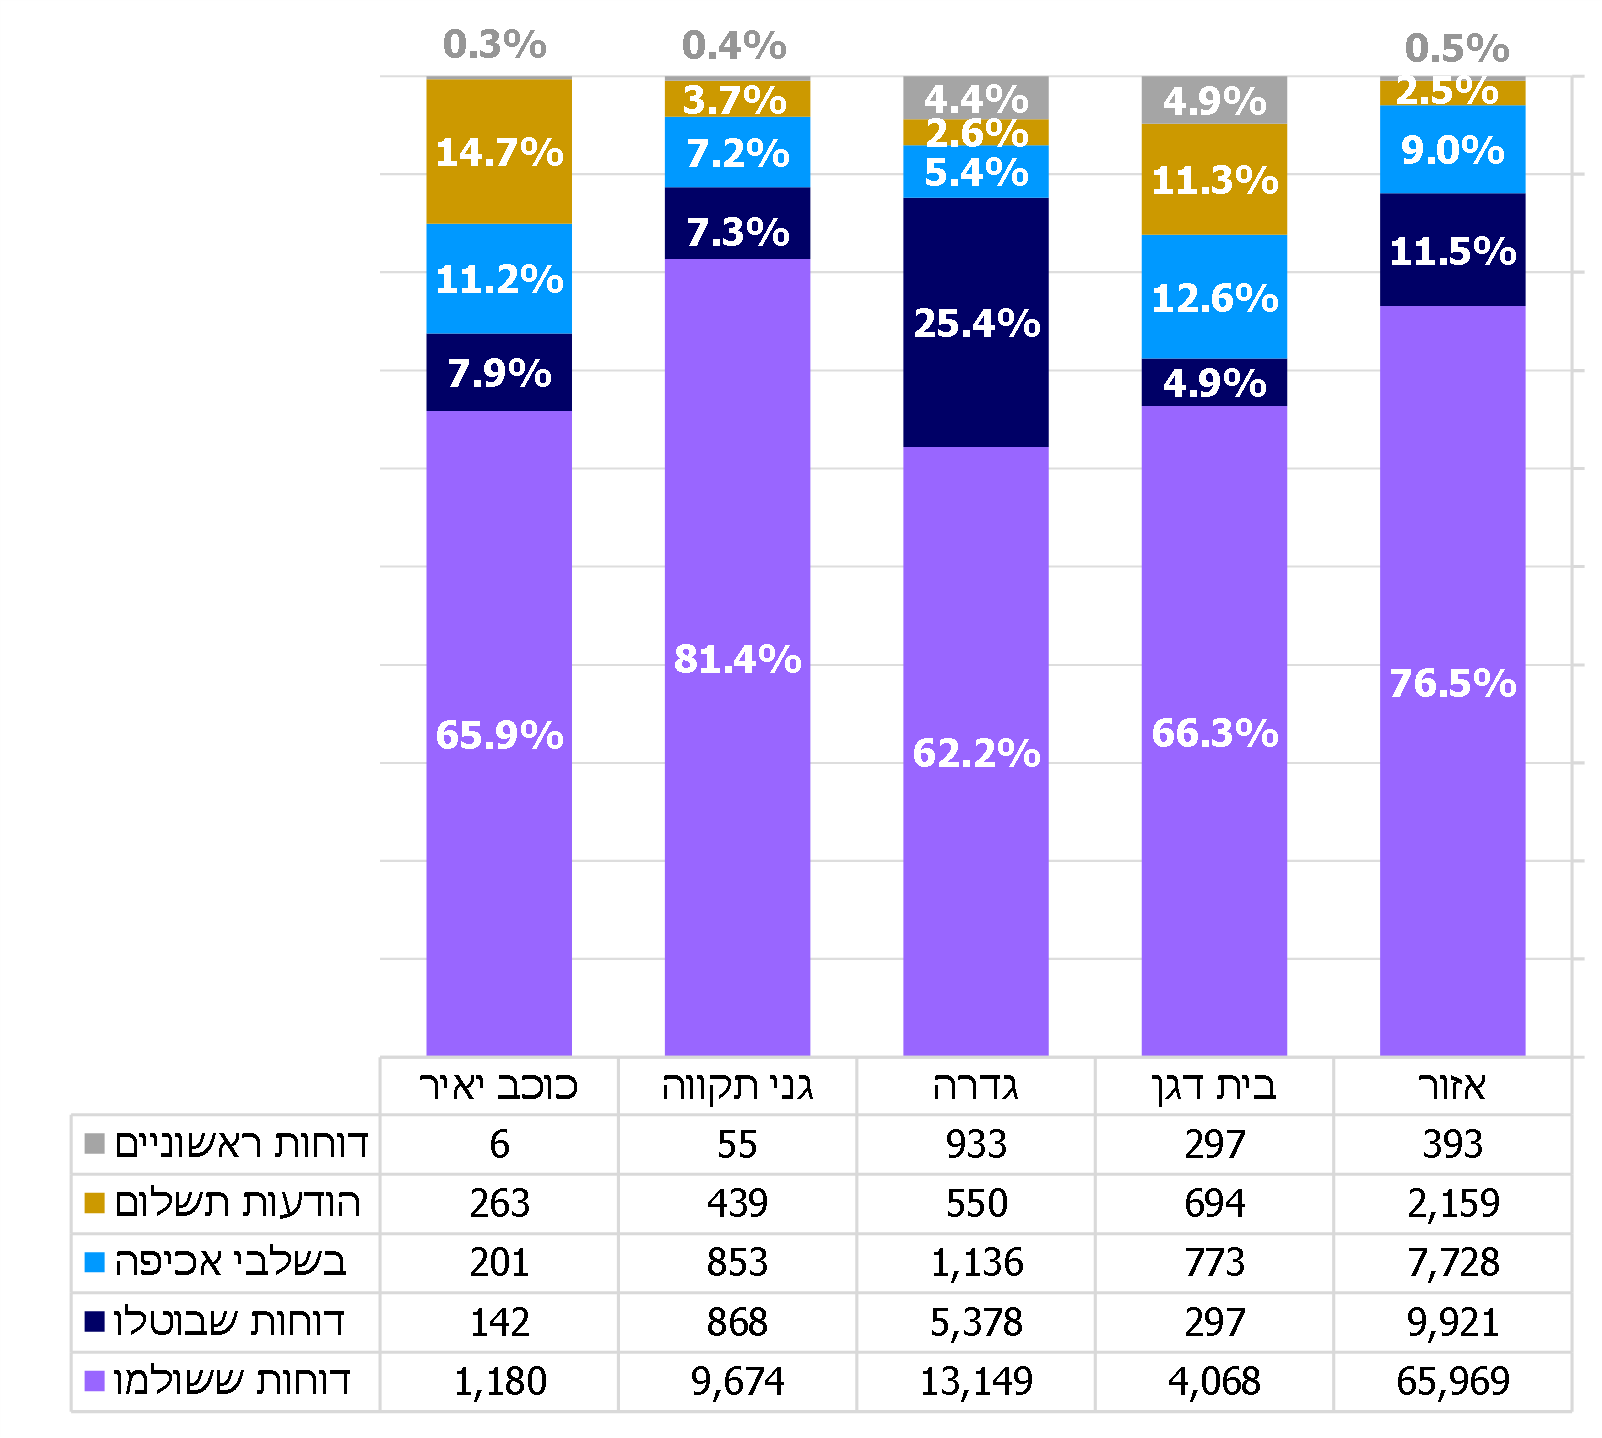 0.3% 0.4% 0.5%
14.7% 3.7% 4.4% 4.9% 2.5%
11.2% 7.2% 2.6% 11.3% 9.0%
7.9% 7.3% 5.4% 12.6% 11.5%
65.9% 81.4% 25.4% 4.9% 76.5%
62.2% 66.3%
כוכב יאיר גני תקווה גדרה בית דגן אזור
דוחות ראשוניים 6 55 933 297 393
הודעות תשלום 263 439 550 694 2,159
בשלבי אכיפה 201 853 1,136 773 7,728
דוחות שבוטלו 142 868 5,378 297 9,921
דוחות ששולמו 1,180 9,674 13,149 4,068 65,969